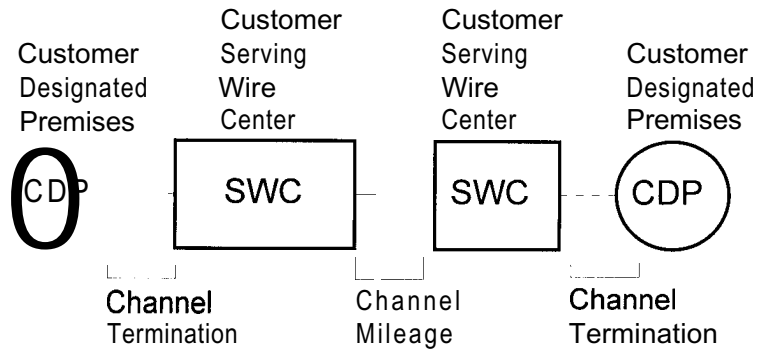 Customer
Designated
Premises
Customer
Serving
Wire
Center
Customer
Serving
Wire
Center
Customer
Designated
Premises
CDP
SWC
SWC
CDP
Channel
Termination
Channel
Mileage
Channel
Termination